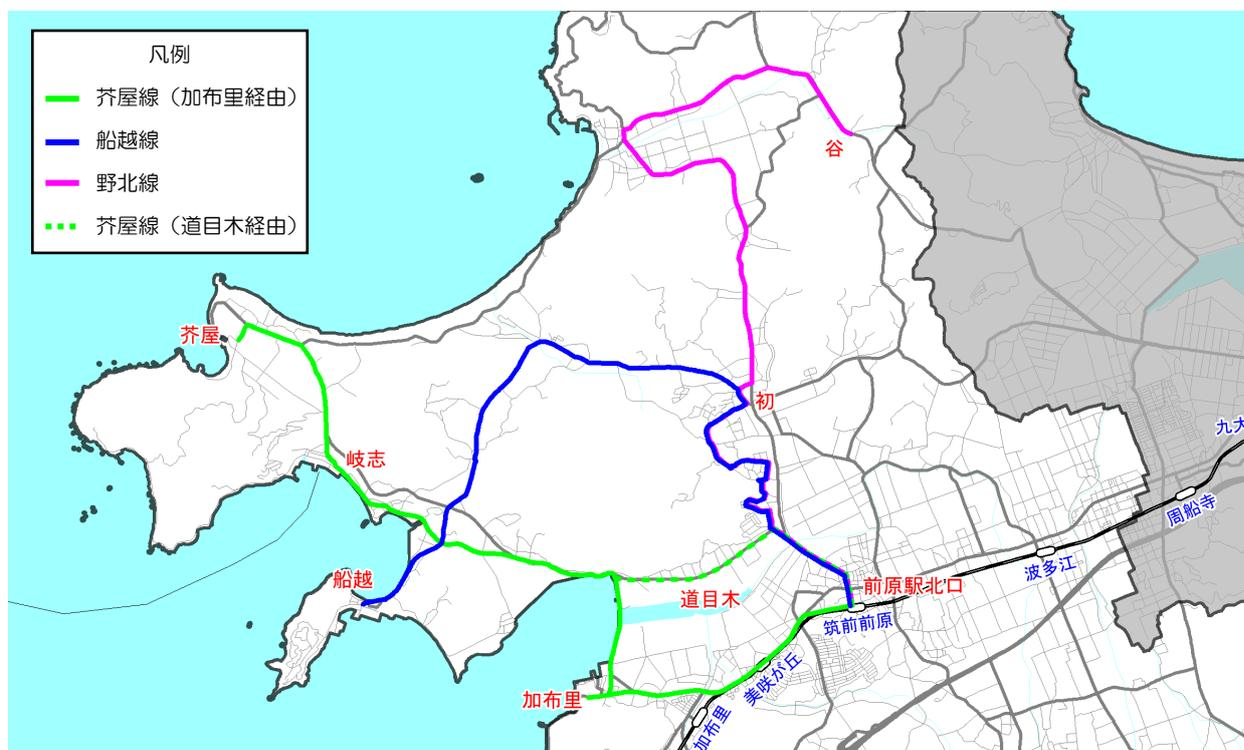 凡例
芥屋線（加布里経由）
船越線
野北線
芥屋線（道目木経由）
谷
芥屋
初
岐志
九大
周船寺
波多江
船越
前原駅北口
道目木
筑前前原
美咲が丘
加布里
加布里